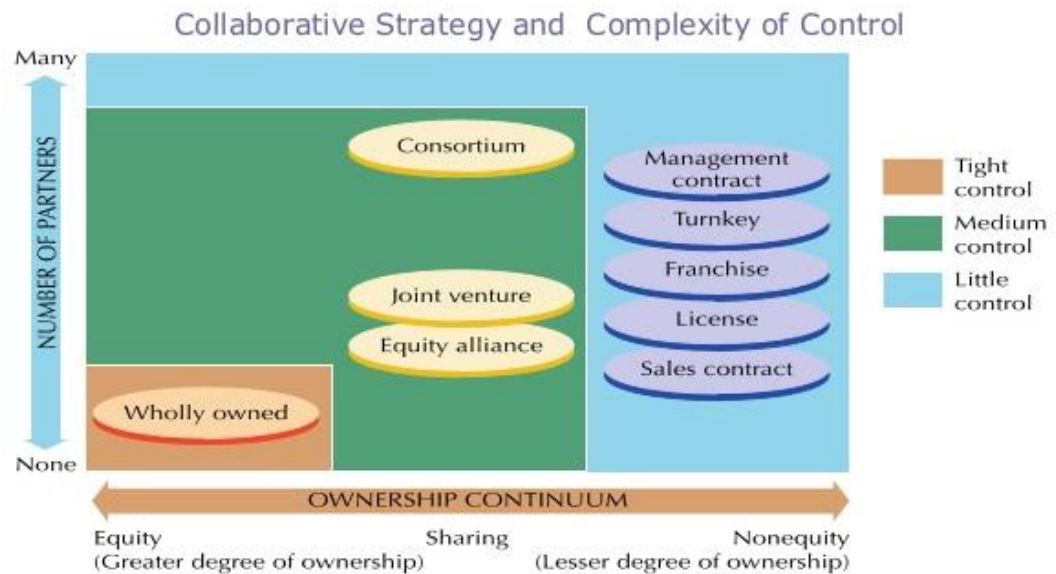 Collaborative Strategy and Complexity of Control
Many
NUMBER OF PARTNERS
None
Consortium
Joint venture
Equity alliance
Wholly owned
Management
contract
Turnkey
Franchise
License
Sales contract
Tight
control
Medium
control
Little
control
OWNERSHIP CONTINUUM
Equity
(Greater degree of ownership)
Sharing
Nonequity
(Lesser degree of ownership)